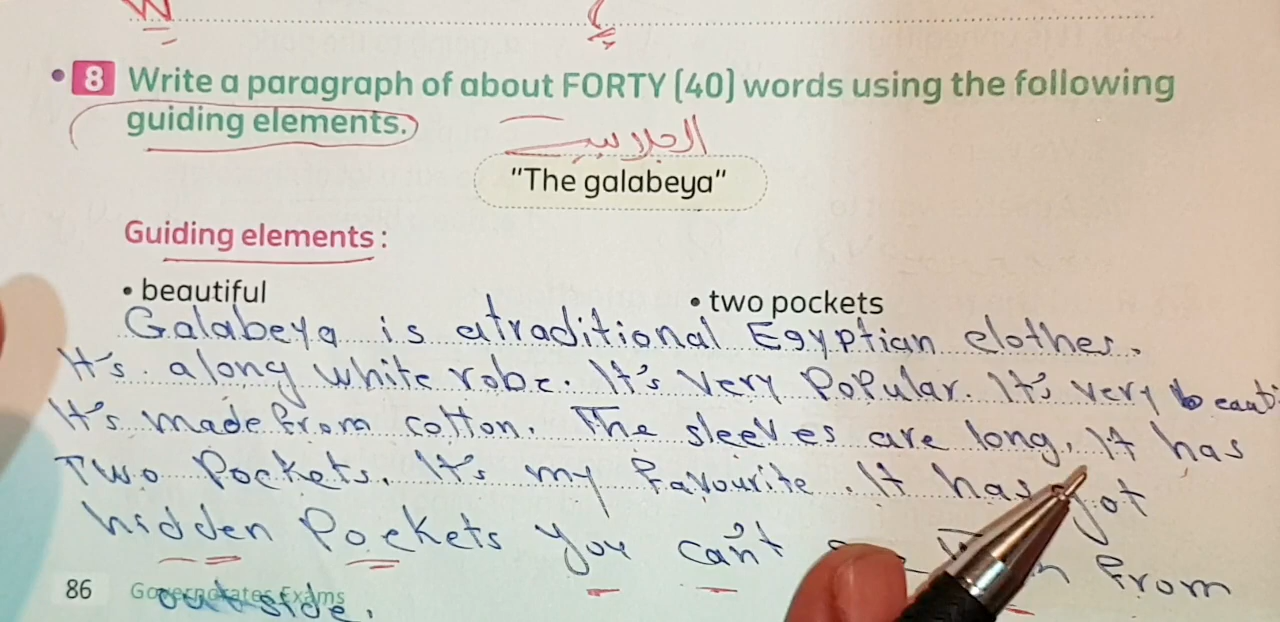 8 Write a paragraph of about FORTY (40) words using the following
guiding elements.
الجلابية
"The galabeya"
Guiding elements:
• beautiful • two pockets
Galabeya is atraditional Egyptian clothes.
It's along white robe. It's very PoPular. It's very beauti
It's made from cotton. The sleeves are long. It has
Two Pockets. It's my favourite. It has got
hidden Pockets you can't from
outside.
86 Governorates Exams